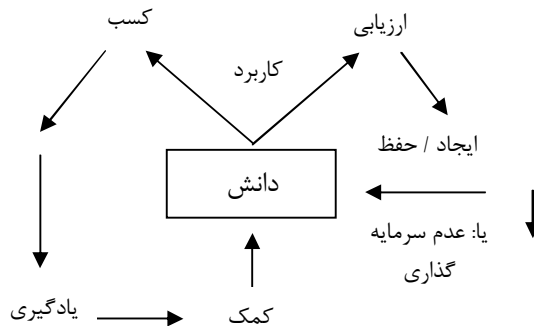 کسب
ارزیابی
کاربرد
ایجاد / حفظ
دانش
یا: عدم سرمایه
گذاری
یادگیری
کمک